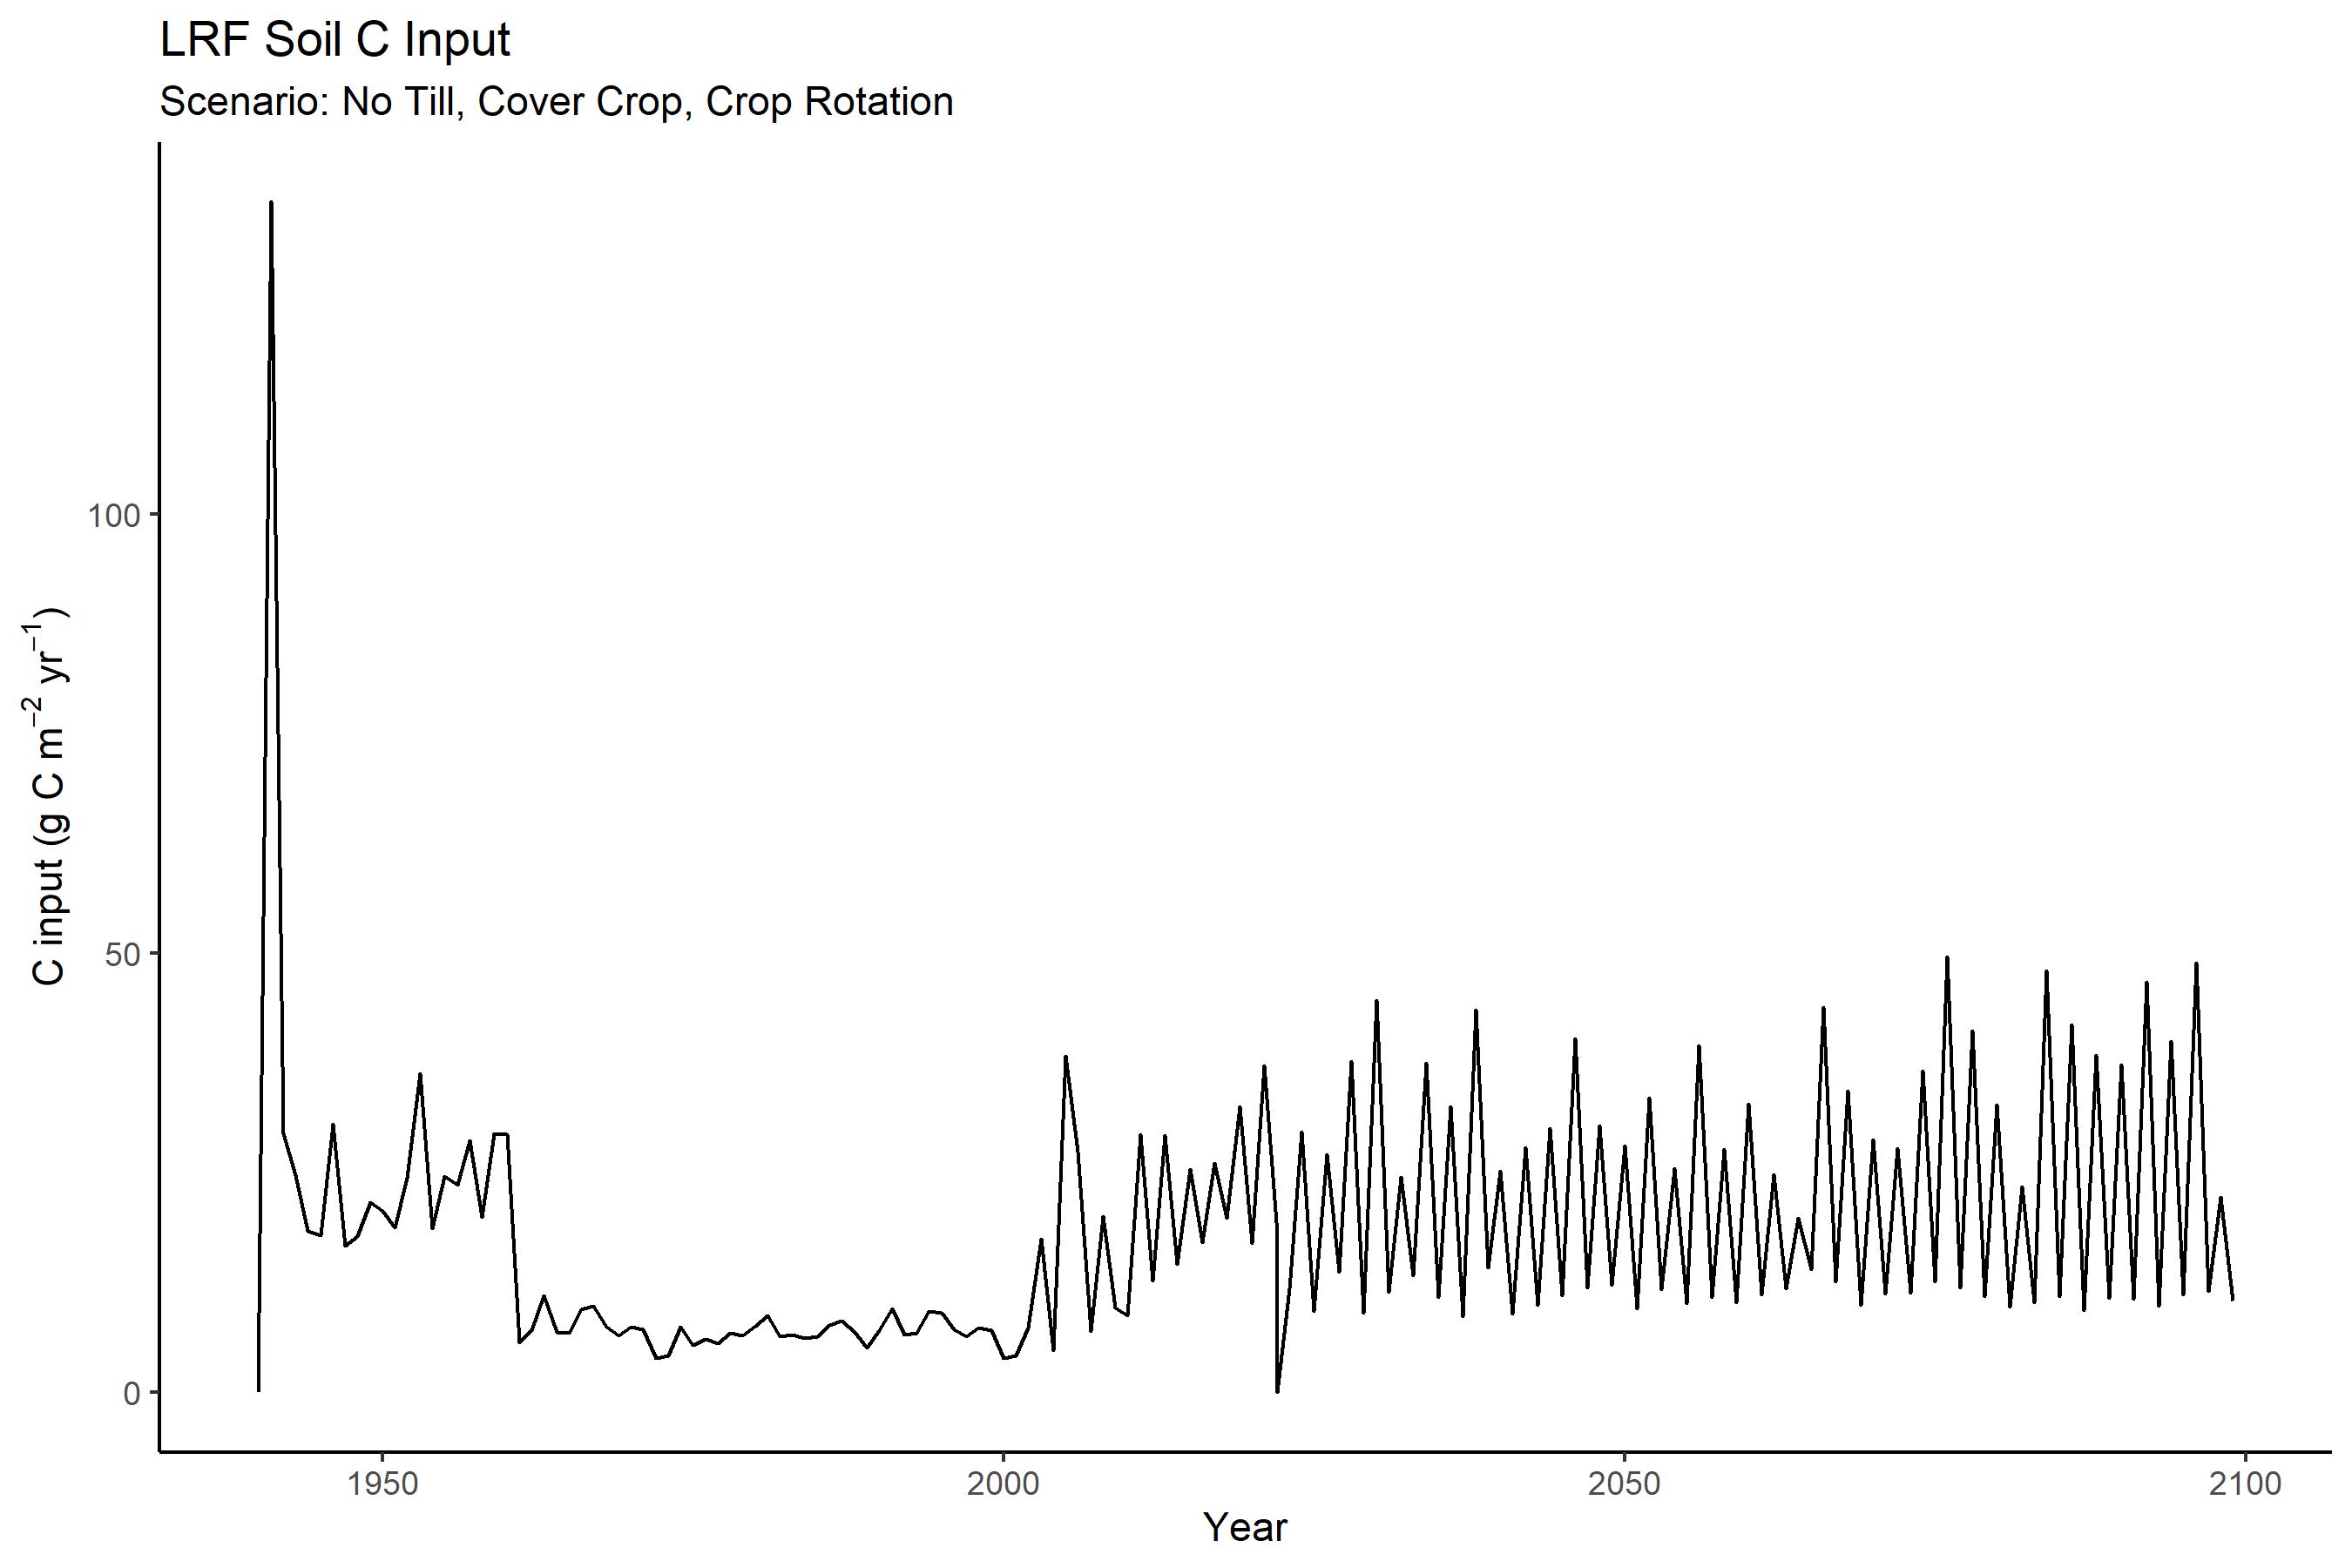 LRF Soil C Input
Scenario: No Till, Cover Crop, Crop Rotation
C input (g C m⁻² yr⁻¹)
100
50
0
1950
2000
2050
2100
Year